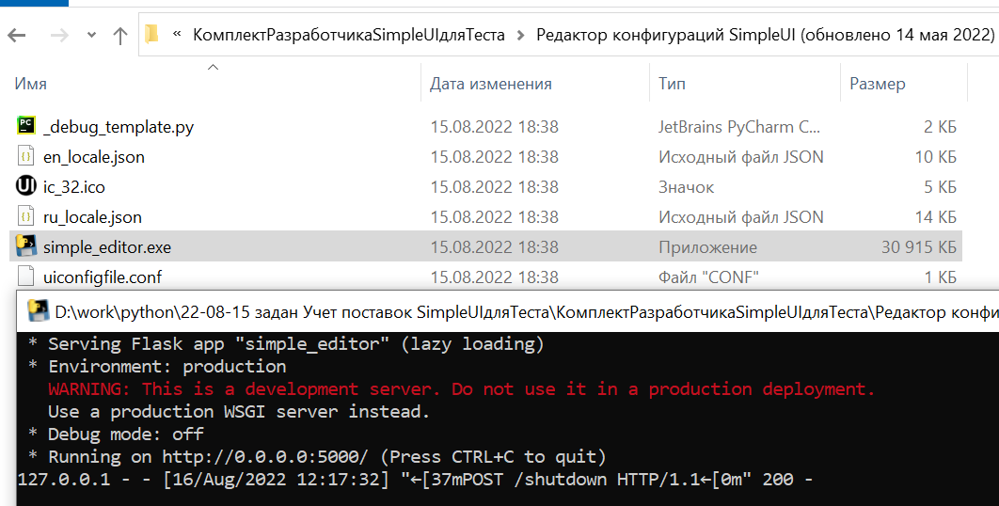 « КомплектРазработчикаSimpleUIдляТеста > Редактор конфигураций SimpleUI (обновлено 14 мая 2022)
Имя Дата изменения Тип Размер
_debug_template.py 15.08.2022 18:38 JetBrains PyCharm C... 2 КБ
en_locale.json 15.08.2022 18:38 Исходный файл JSON 10 КБ
UI ic_32.ico 15.08.2022 18:38 Значок 5 КБ
ru_locale.json 15.08.2022 18:38 Исходный файл JSON 14 КБ
simple_editor.exe 15.08.2022 18:38 Приложение 30 915 КБ
uiconfigfile.conf 15.08.2022 18:38 Файл "CONF" 1 КБ
D:\work\python\22-08-15 задан Учет поставок SimpleUIдляТеста\КомплектРазработчикаSimpleUIдляТеста\Редактор конфи
* Serving Flask app "simple_editor" (lazy loading)
* Environment: production
WARNING: This is a development server. Do not use it in a production deployment.
Use a production WSGI server instead.
* Debug mode: off
* Running on http://0.0.0.0:5000/ (Press CTRL+C to quit)
127.0.0.1 - - [16/Aug/2022 12:17:32] "←[37mPOST /shutdown HTTP/1.1←[0m" 200 -